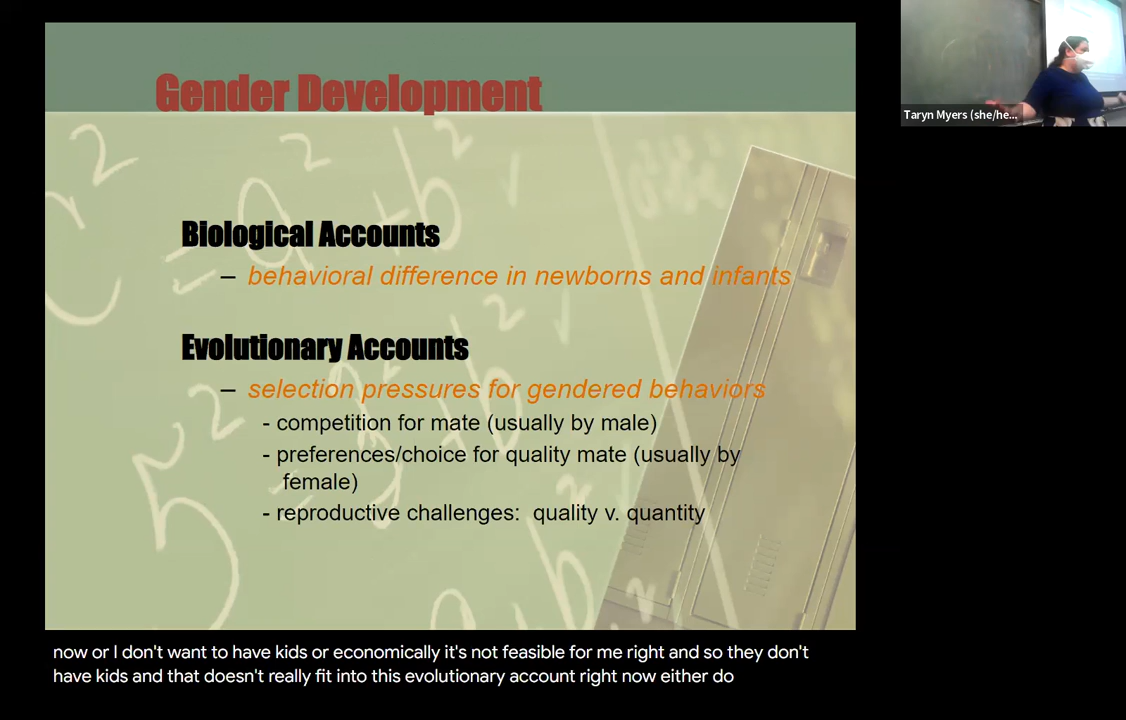 Gender Development
Biological Accounts
– behavioral difference in newborns and infants
Evolutionary Accounts
– selection pressures for gendered behaviors
- competition for mate (usually by male)
- preferences/choice for quality mate (usually by
female)
- reproductive challenges: quality v. quantity
Taryn Myers (she/he...
now or I don't want to have kids or economically it's not feasible for me right and so they don't
have kids and that doesn't really fit into this evolutionary account right now either do